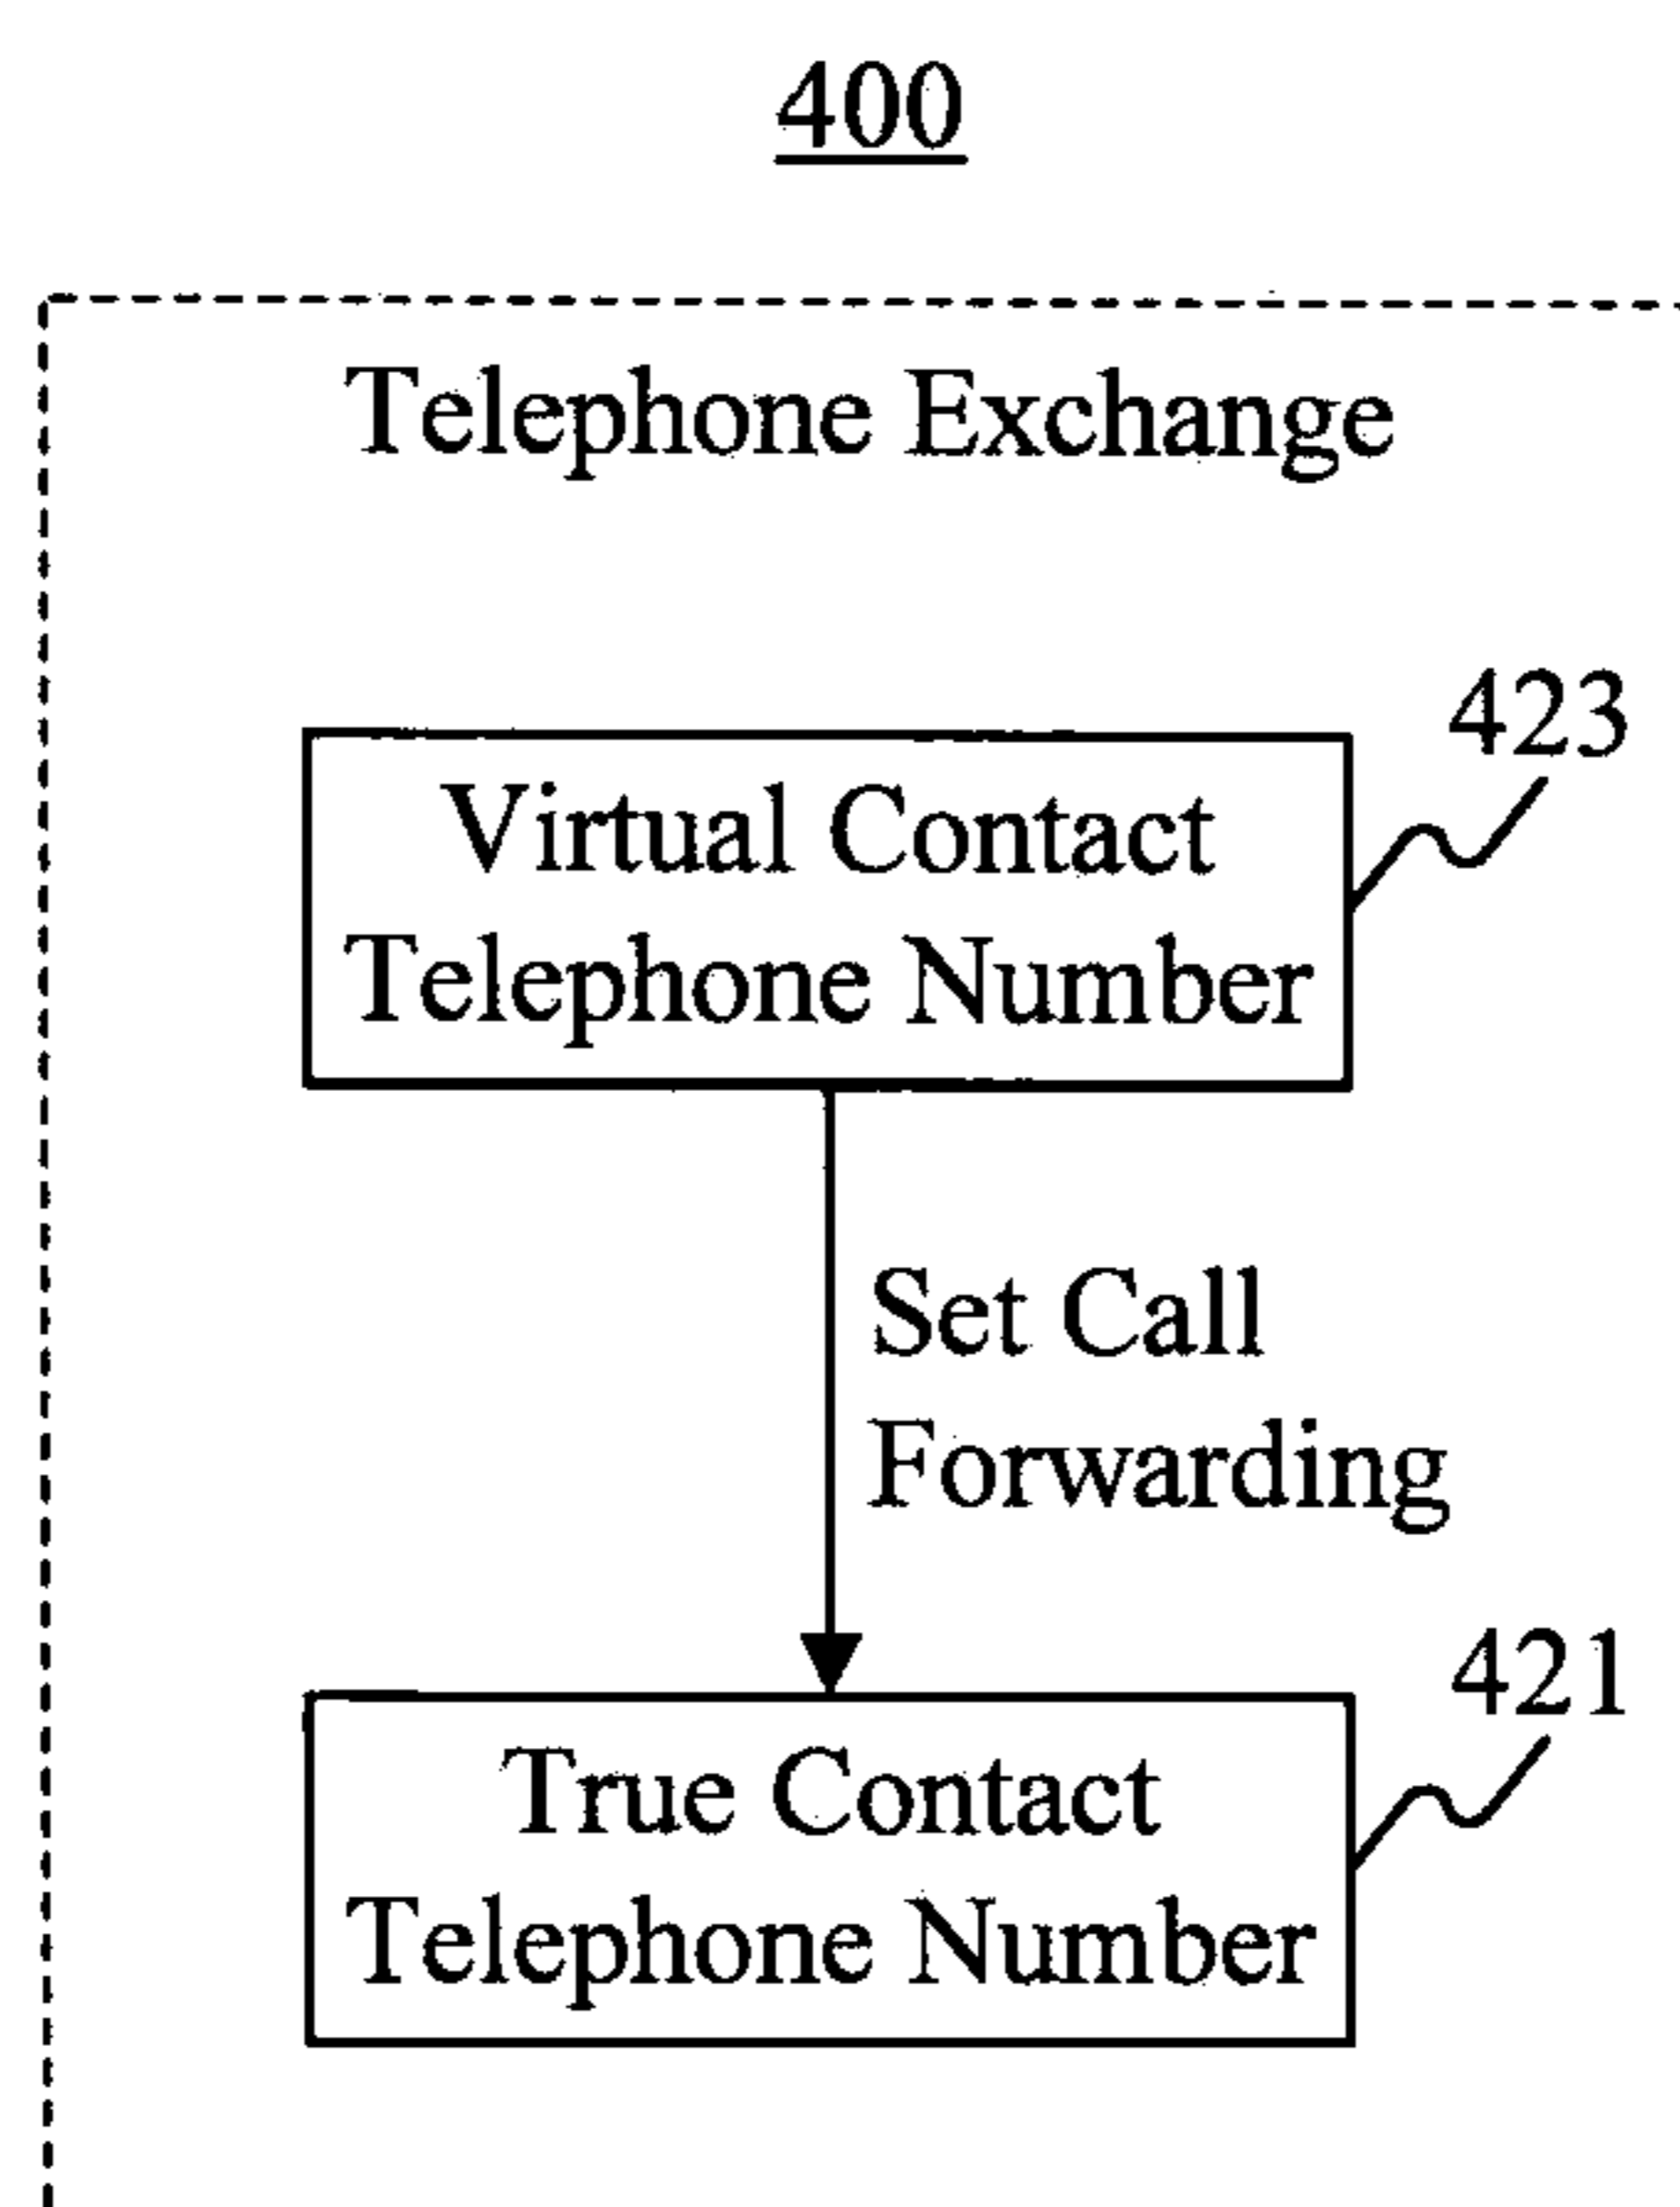 400
Telephone Exchange
423
Virtual Contact
Telephone Number
Set Call
Forwarding
421
True Contact
Telephone Number